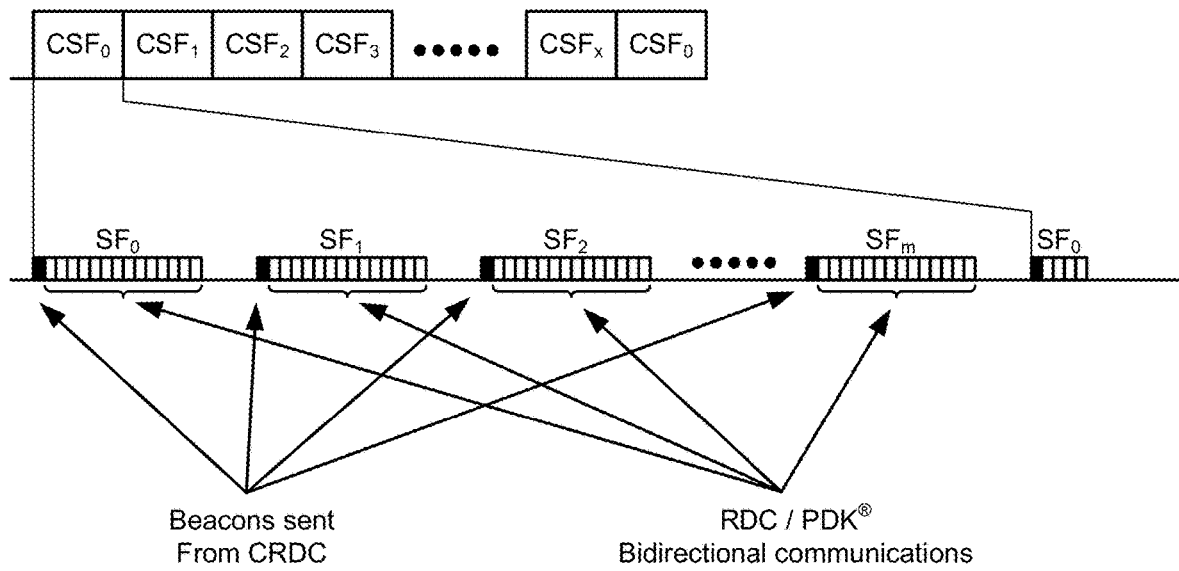 CSF₀ CSF₁ CSF₂ CSF₃ ••••• CSFₓ CSF₀
SF₀ SF₁ SF₂ ••••• SFₘ SF₀
Beacons sent
From CRDC
RDC / PDK®
Bidirectional communications